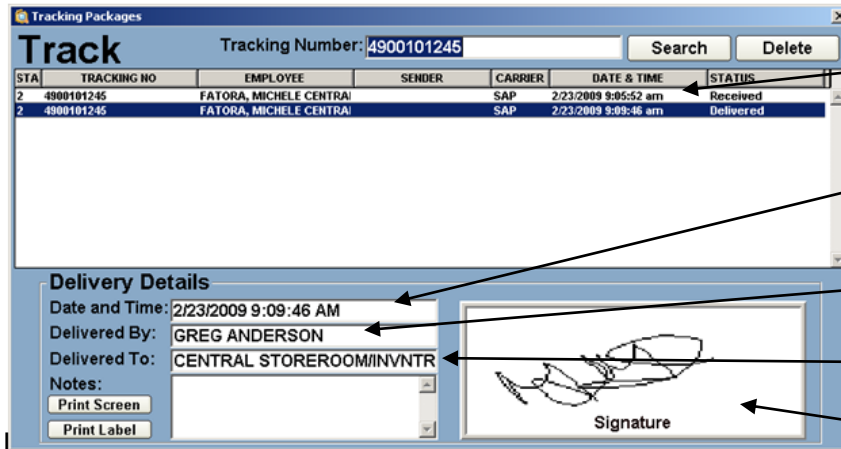 Tracking Packages
Track Tracking Number: 4900101245 Search Delete
STA TRACKING NO EMPLOYEE SENDER CARRIER DATE & TIME STATUS
2 4900101245 FATORA, MICHELE CENTRAI SAP 2/23/2009 9:05:52 am Received
2 4900101245 FATORA, MICHELE CENTRAI SAP 2/23/2009 9:09:46 am Delivered
Delivery Details
Date and Time: 2/23/2009 9:09:46 AM
Delivered By: GREG ANDERSON
Delivered To: CENTRAL STOREROOM/INVNTR
Notes:
Print Screen
Print Label
Signature